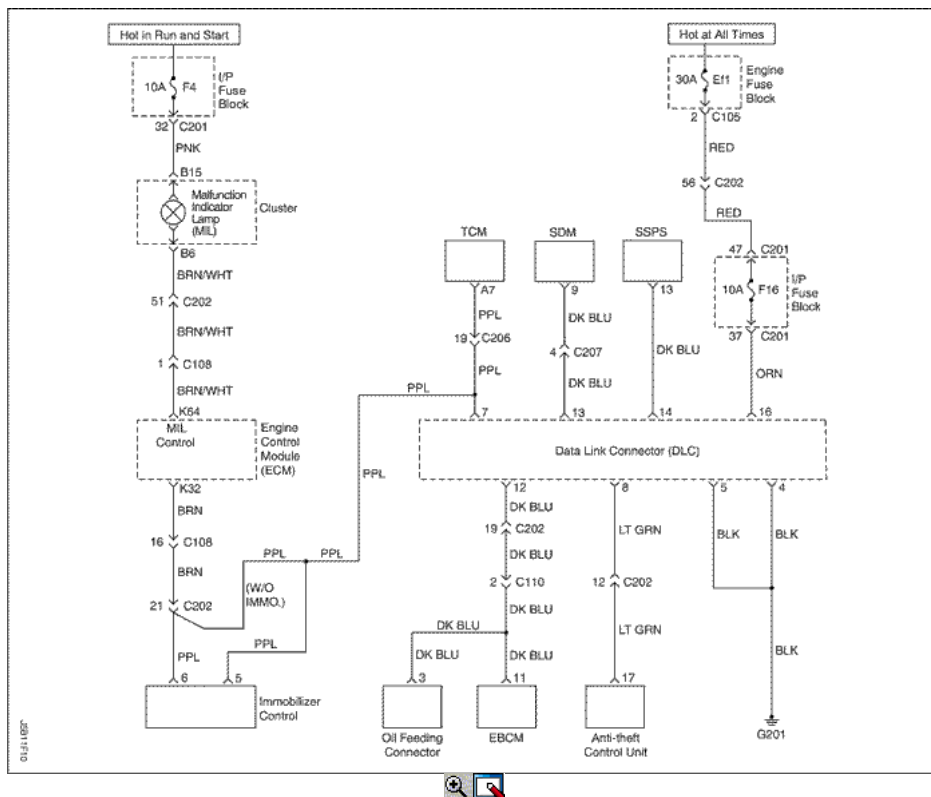 Hot in Run and Start
Hot at All Times
10A F4
I/P
Fuse
Block
30A Ef1
Engine
Fuse
Block
32 C201
2 C105
PNK
RED
B15
56 C202
Malfunction
Indicator
Lamp
(MIL)
Cluster
RED
B6
TCM
SDM
SSPS
47 C201
BRN/WHT
A7
9
13
10A F16
I/P
Fuse
Block
51 C202
PPL
DK BLU
BRN/WHT
19 C206
4 C207
DK BLU
37 C201
1 C108
PPL
DK BLU
ORN
BRN/WHT
PPL
K64
7
13
14
16
MIL
Control
Engine
Control
Module
(ECM)
Data Link Connector (DLC)
PPL
K32
12
8
5
4
BRN
DK BLU
16 C108
19 C202
LT GRN
BLK
BLK
PPL
PPL
DK BLU
BRN
(W/O
IMMO.)
2 C110
12 C202
21 C202
DK BLU
DK BLU
LT GRN
PPL
PPL
DK BLU
DK BLU
BLK
6
5
3
11
17
Immobilizer
Control
Oil Feeding
Connector
EBCM
Anti-theft
Control Unit
G201
J5B11F10